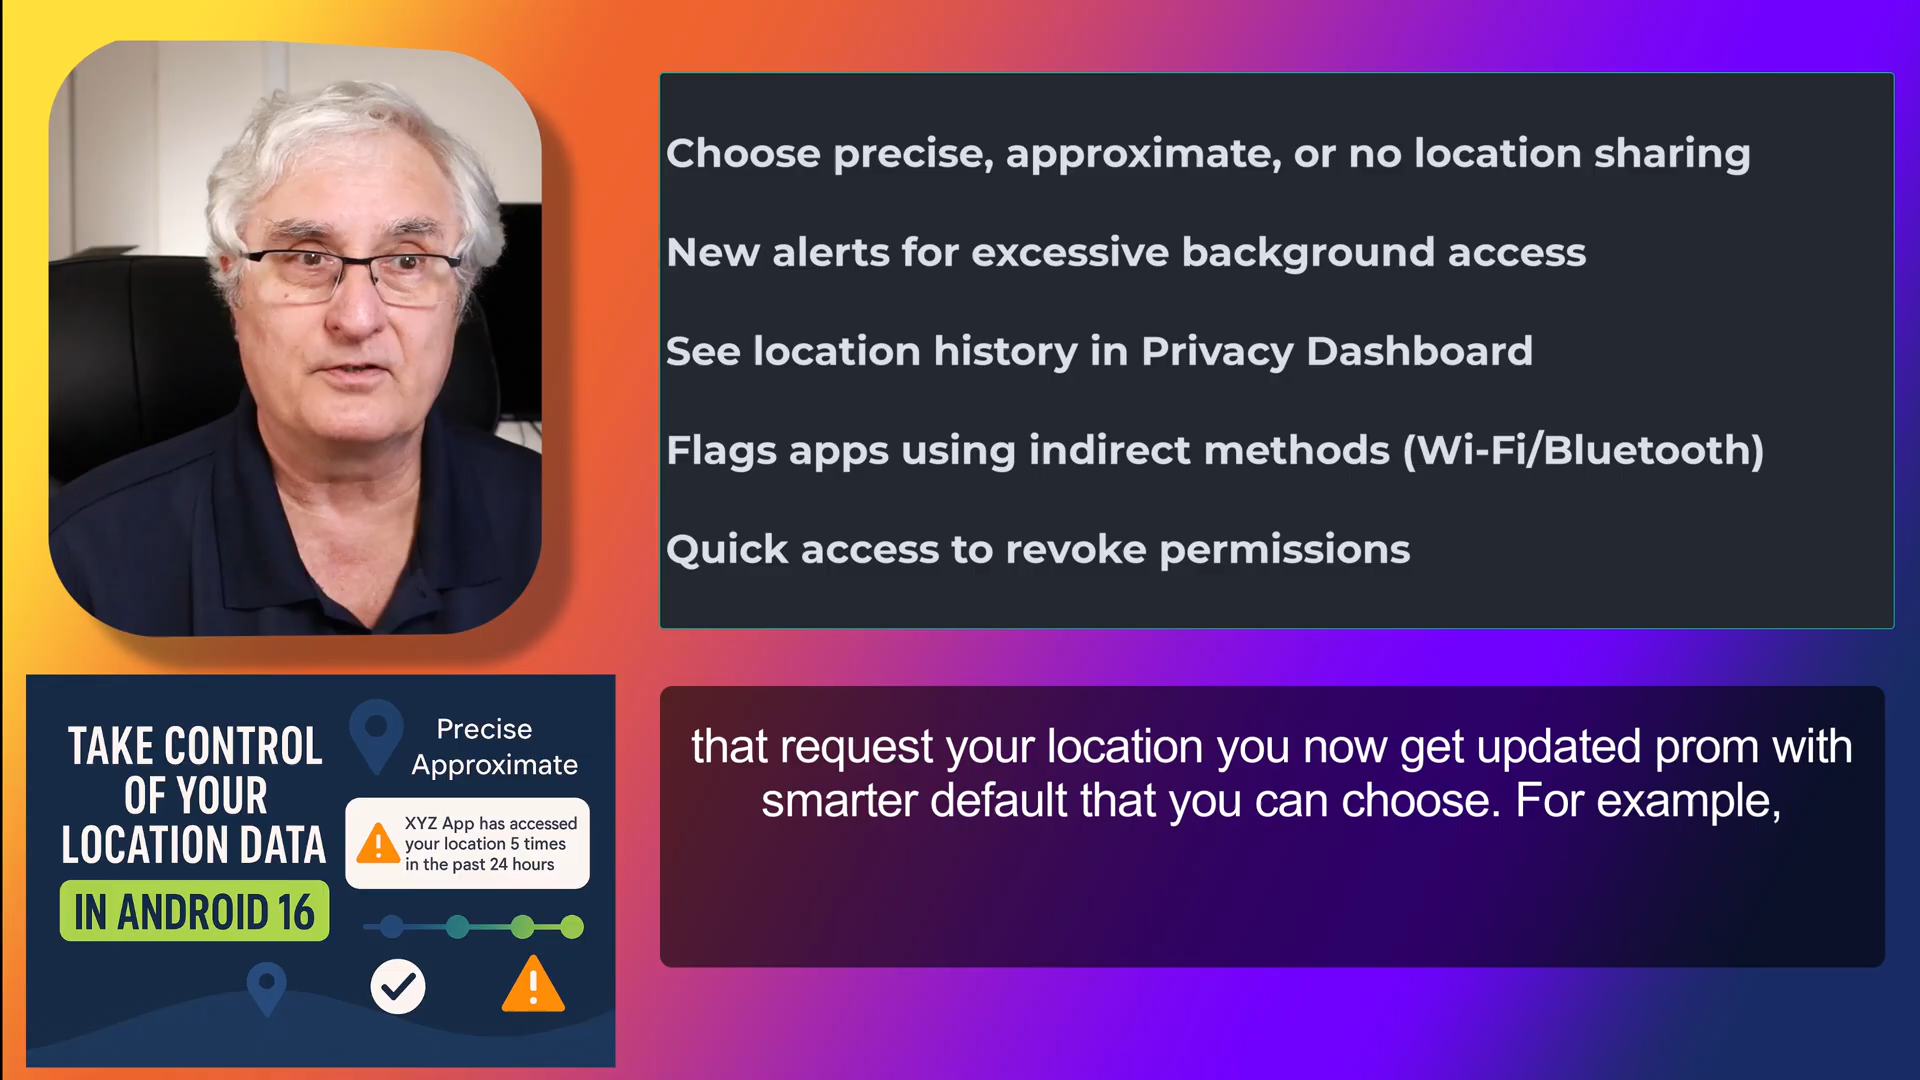 Choose precise, approximate, or no location sharing
New alerts for excessive background access
See location history in Privacy Dashboard
Flags apps using indirect methods (Wi-Fi/Bluetooth)
Quick access to revoke permissions
TAKE CONTROL
OF YOUR
LOCATION DATA
IN ANDROID 16
Precise
Approximate
XYZ App has accessed
your location 5 times
in the past 24 hours
that request your location you now get updated prom with
smarter default that you can choose. For example,